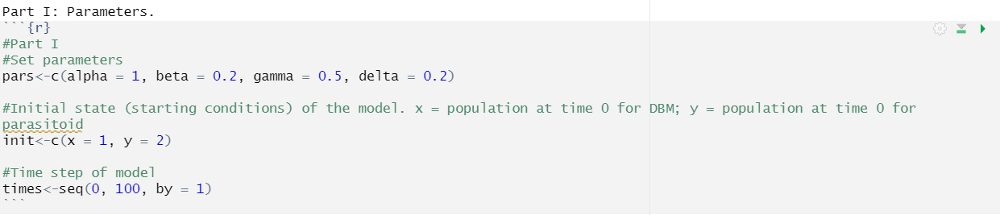 Part I: Parameters.
```{r}
#Part I
#Set parameters
pars<-c(alpha = 1, beta = 0.2, gamma = 0.5, delta = 0.2)
#Initial state (starting conditions) of the model. x = population at time 0 for DBM; y = population at time 0 for
parasitoid
init<-c(x = 1, y = 2)
#Time step of model
times<-seq(0, 100, by = 1)
```